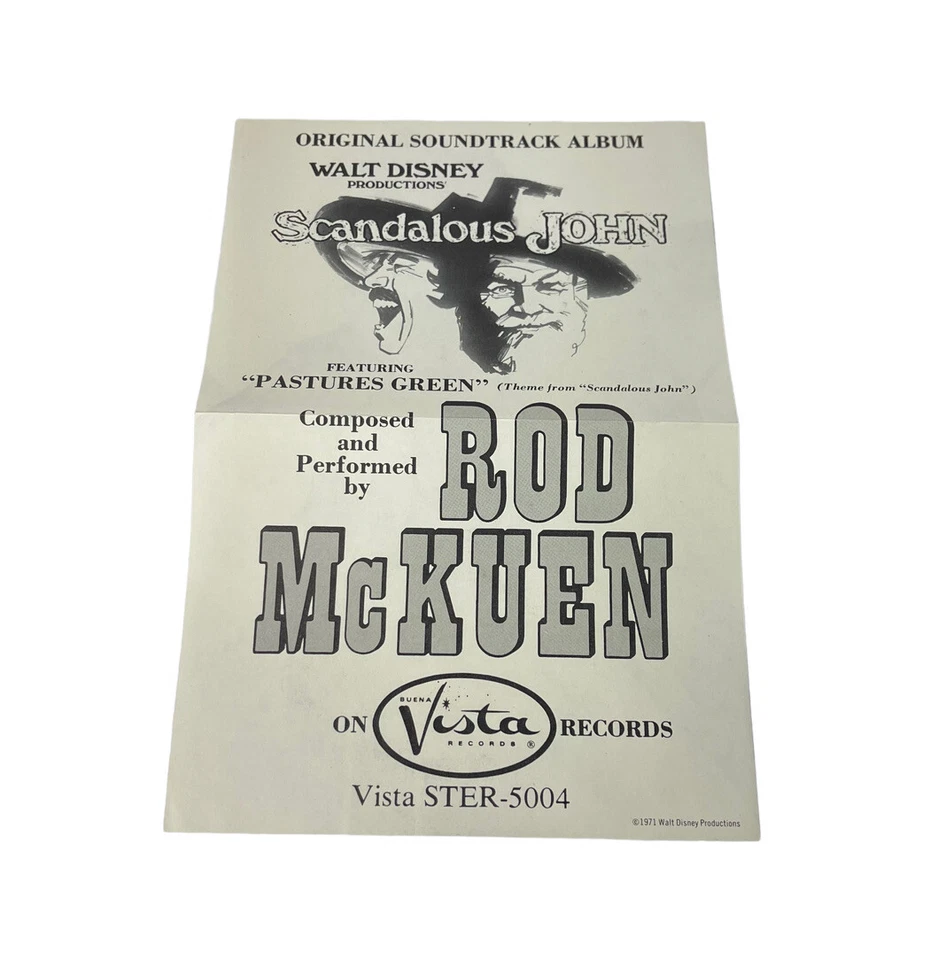 ORIGINAL SOUNDTRACK ALBUM
WALT DISNEY
PRODUCTIONS'
Scandalous JOHN
FEATURING
“PASTURES GREEN” (Theme from “Scandalous John”)
Composed
and
Performed
by
ROD
McKUEN
ON
BUENA
Vista
RECORDS ®
RECORDS
Vista STER-5004
©1971 Walt Disney Productions